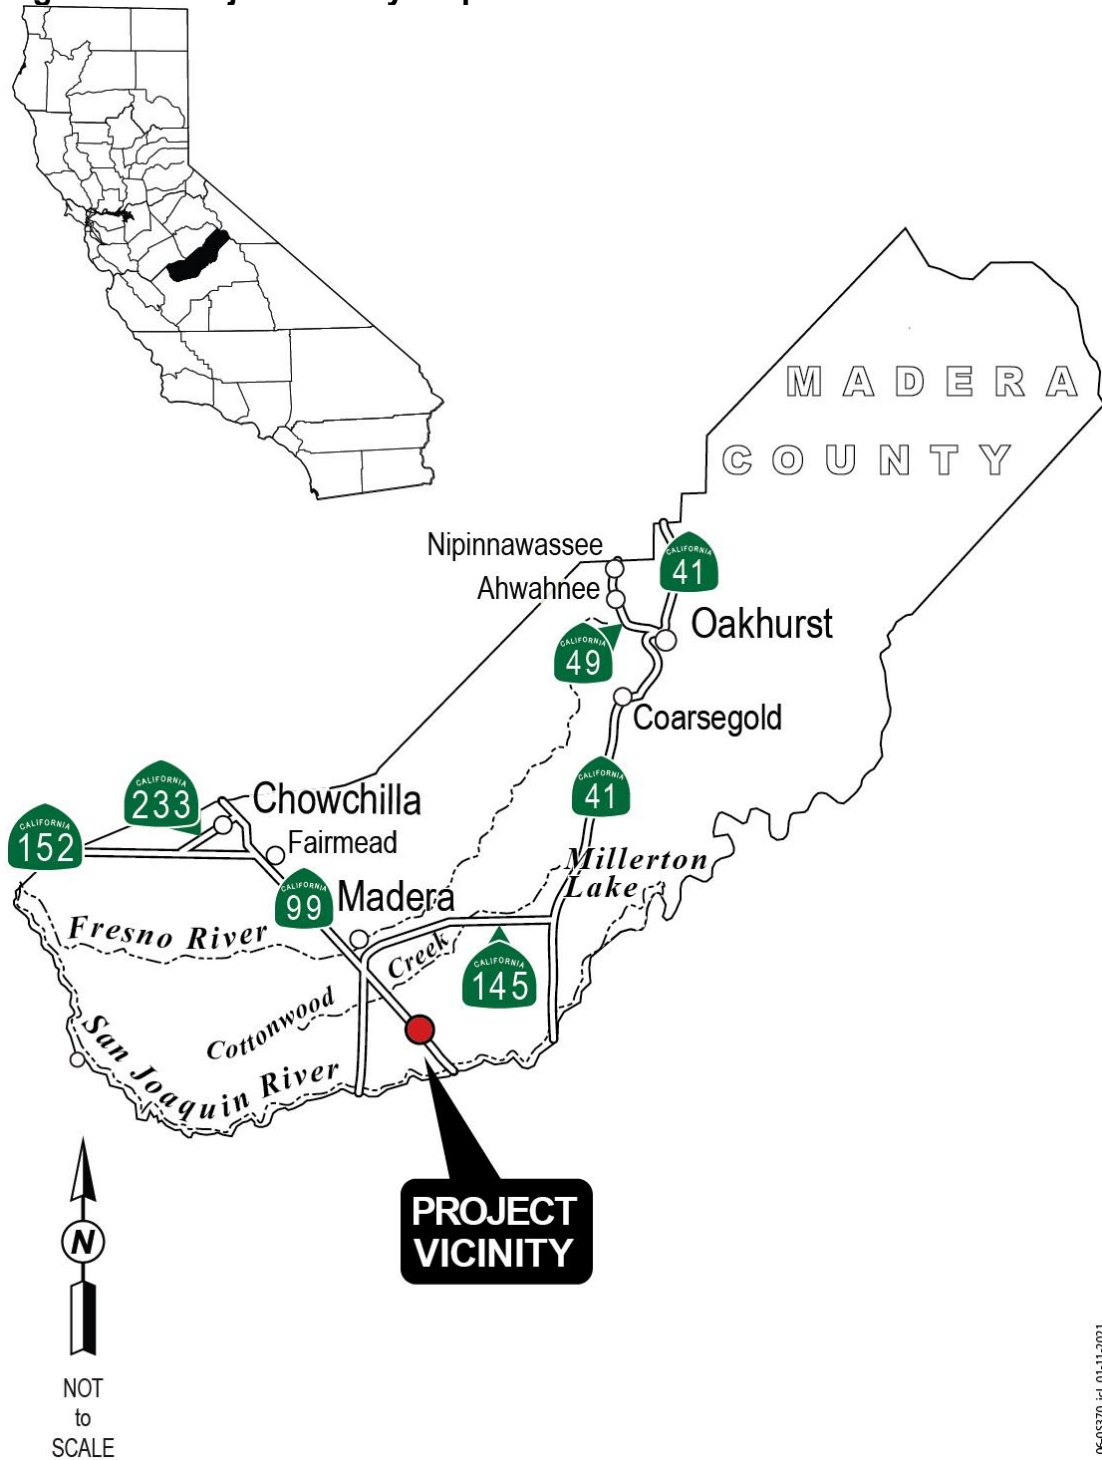 MADERA
COUNTY
Nipinnawassee
CALIFORNIA
41
Ahwahnee
Oakhurst
CALIFORNIA
49
Coarsegold
CALIFORNIA
233
Chowchilla
CALIFORNIA
41
CALIFORNIA
152
Fairmead
Millerton
Lake
CALIFORNIA
99
Madera
Fresno River
Creek
CALIFORNIA
145
Cottonwood
San Joaquin River
PROJECT
VICINITY
N
NOT
to
SCALE